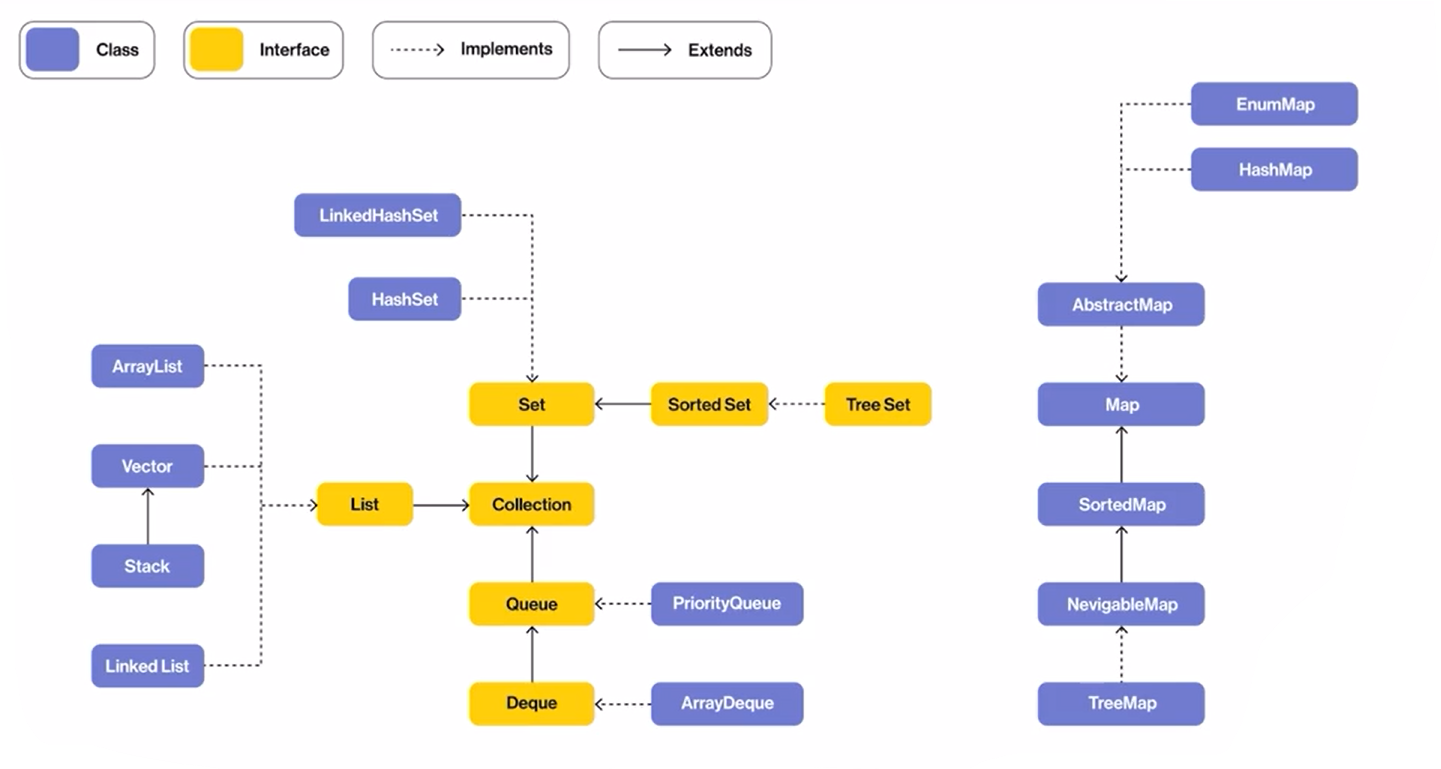 Class
Interface
Implements
Extends
EnumMap
HashMap
LinkedHashSet
HashSet
AbstractMap
ArrayList
Set
Sorted Set
Tree Set
Map
Vector
List
Collection
SortedMap
Stack
Queue
PriorityQueue
NevigableMap
Linked List
Deque
ArrayDeque
TreeMap